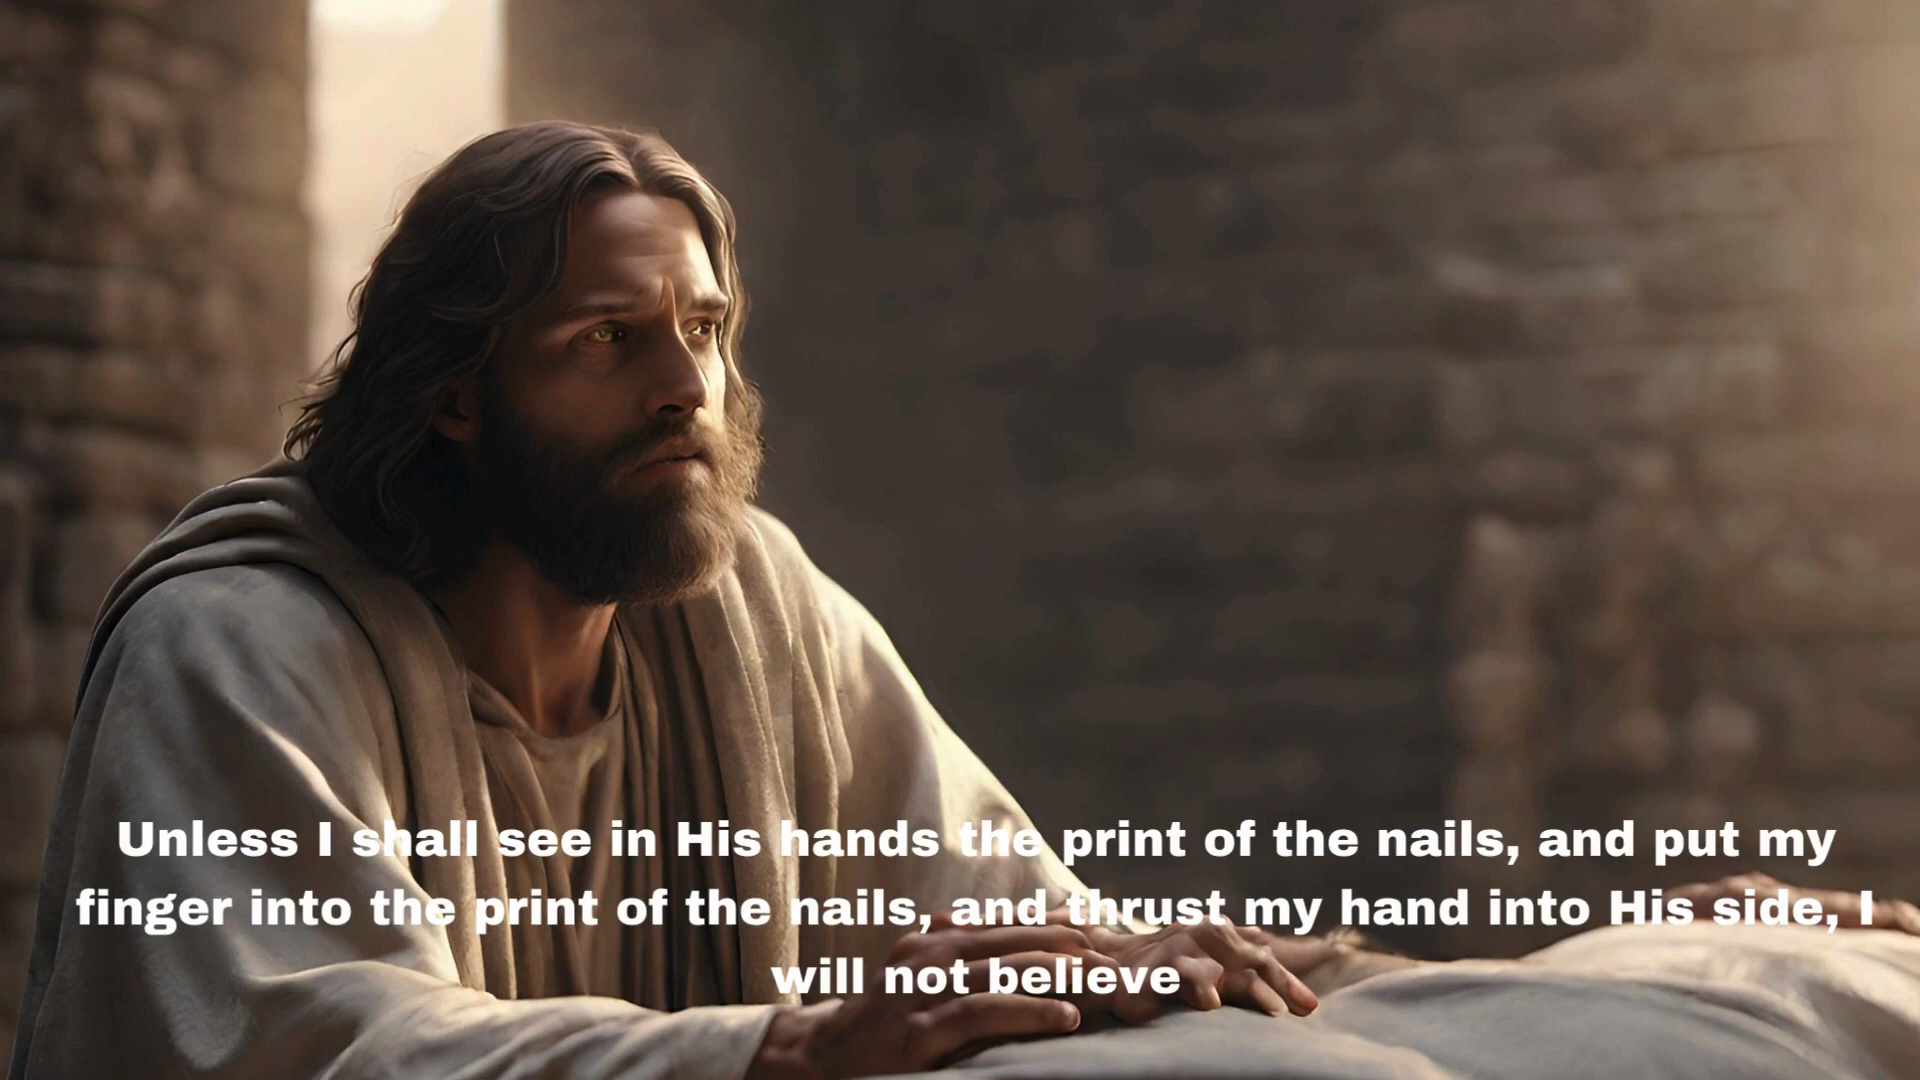 Unless I shall see in His hands the print of the nails, and put my
finger into the print of the nails, and thrust my hand into His side, I
will not believe